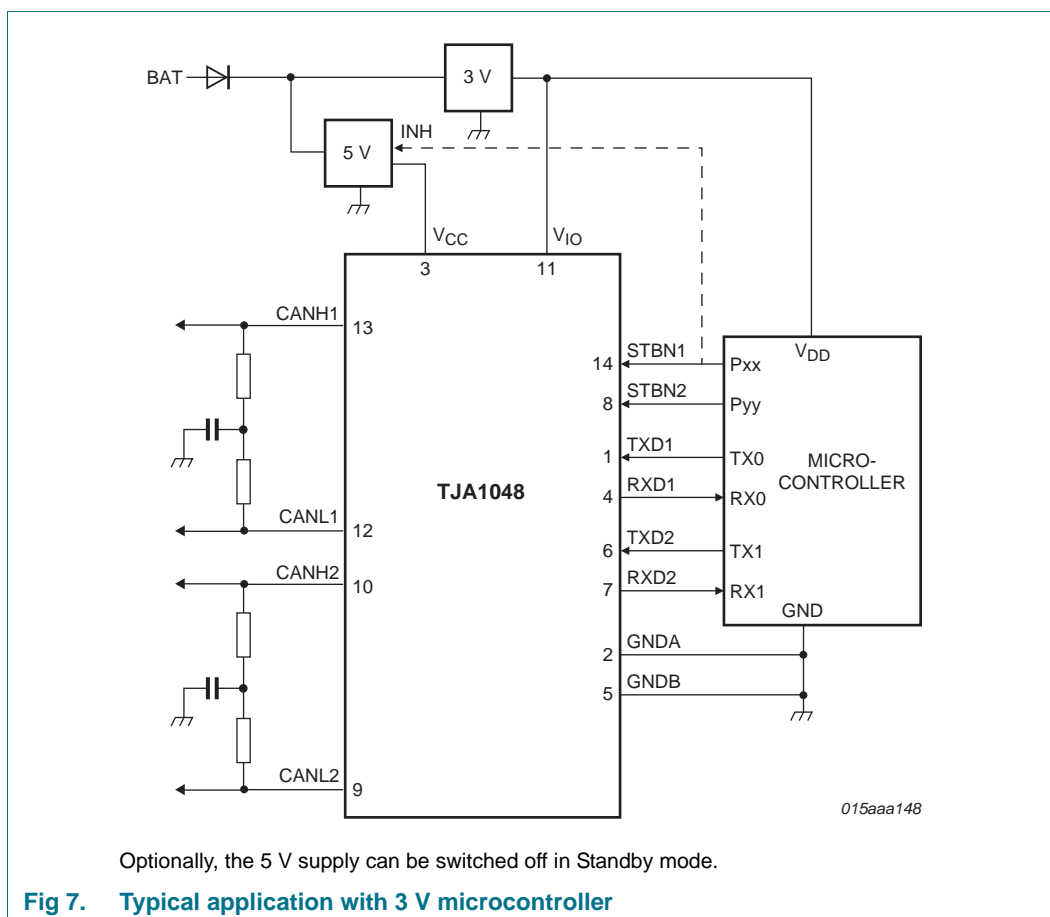 BAT
3 V
INH
5 V
VCC
VIO
3
11
CANH1
13
VDD
14
STBN1
Pxx
8
STBN2
Pyy
1
TXD1
TX0
MICRO-
CONTROLLER
TJA1048
4
RXD1
RX0
CANL1
12
6
TXD2
TX1
CANH2
10
7
RXD2
RX1
GND
2
GNDA
5
GNDB
CANL2
9
015aaa148
Optionally, the 5 V supply can be switched off in Standby mode.
Fig 7. Typical application with 3 V microcontroller